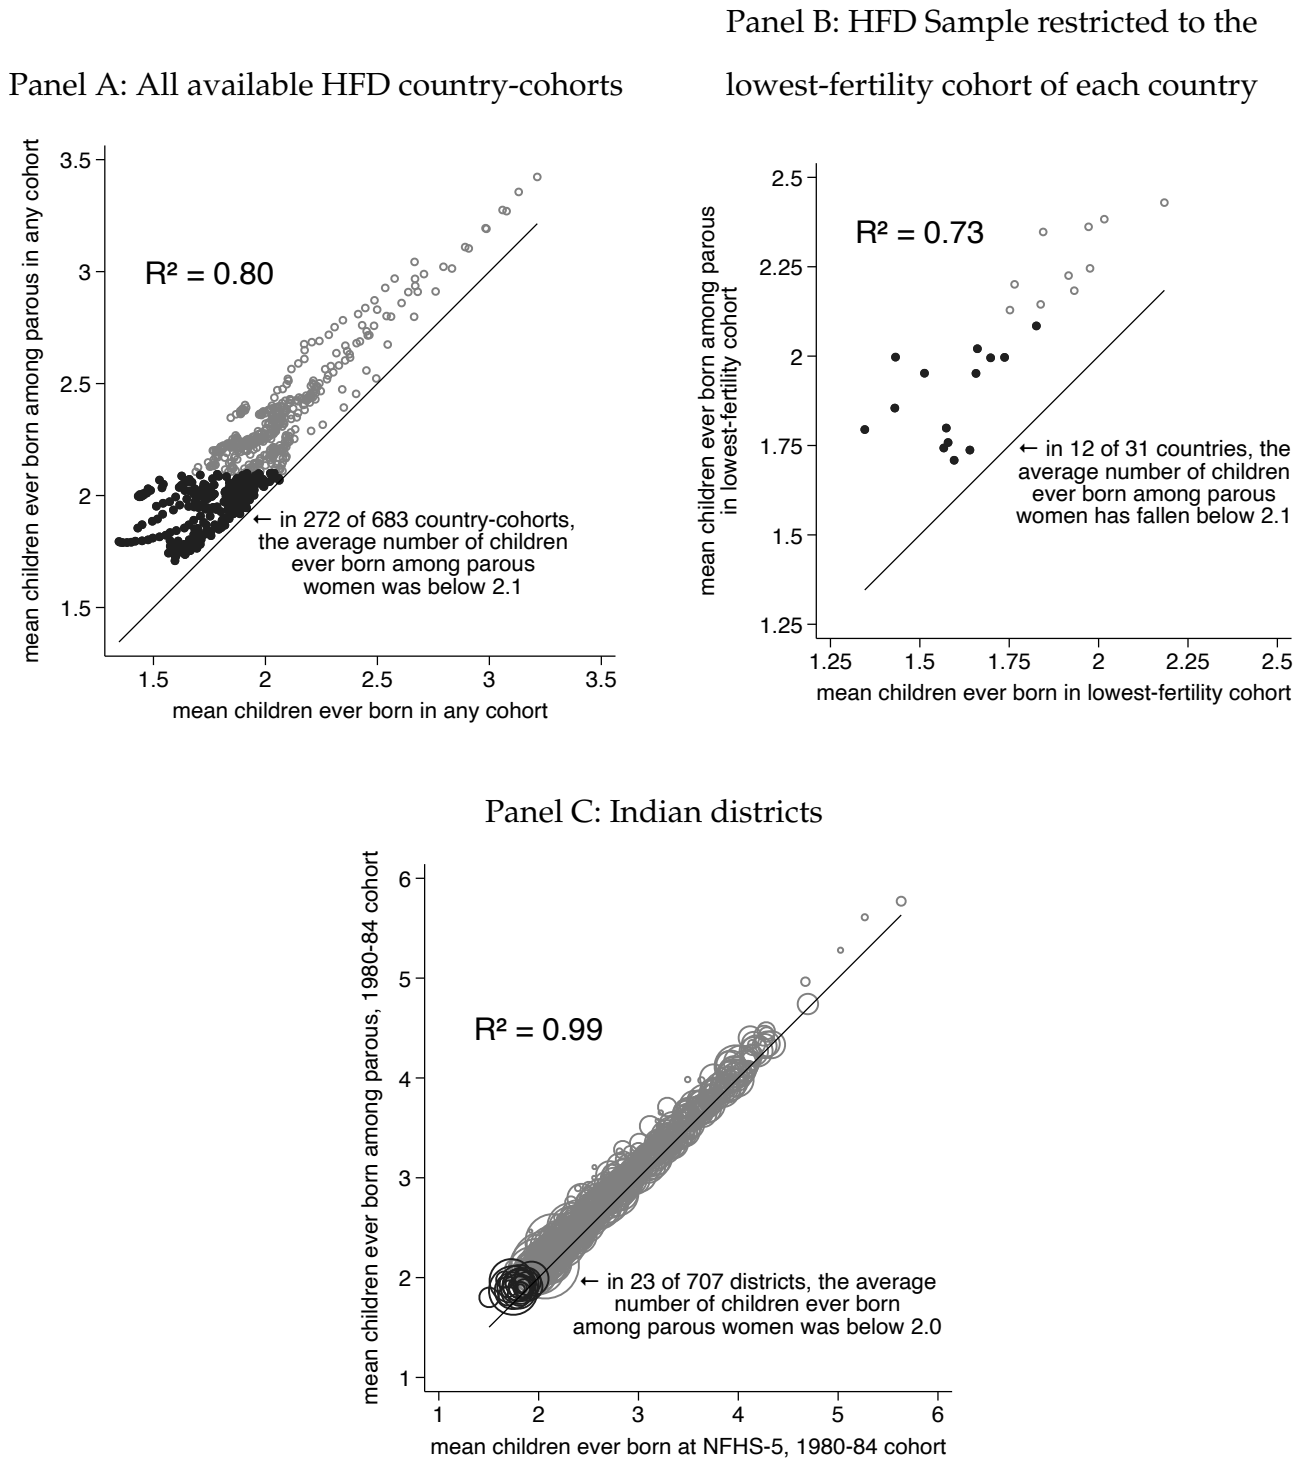 Panel A: All available HFD country-cohorts
mean children ever born among parous in any cohort
3.5
3
2.5
2
1.5
R² = 0.80
← in 272 of 683 country-cohorts,
the average number of children
ever born among parous
women was below 2.1
1.5
2
2.5
3
3.5
mean children ever born in any cohort
Panel B: HFD Sample restricted to the
lowest-fertility cohort of each country
mean children ever born among parous
in lowest-fertility cohort
2.5
2.25
2
1.75
1.5
1.25
R² = 0.73
← in 12 of 31 countries, the
average number of children
ever born among parous
women has fallen below 2.1
1.25
1.5
1.75
2
2.25
2.5
mean children ever born in lowest-fertility cohort
Panel C: Indian districts
mean children ever born among parous, 1980-84 cohort
6
5
4
3
2
1
R² = 0.99
← in 23 of 707 districts, the average
number of children ever born
among parous women was below 2.0
1
2
3
4
5
6
mean children ever born at NFHS-5, 1980-84 cohort